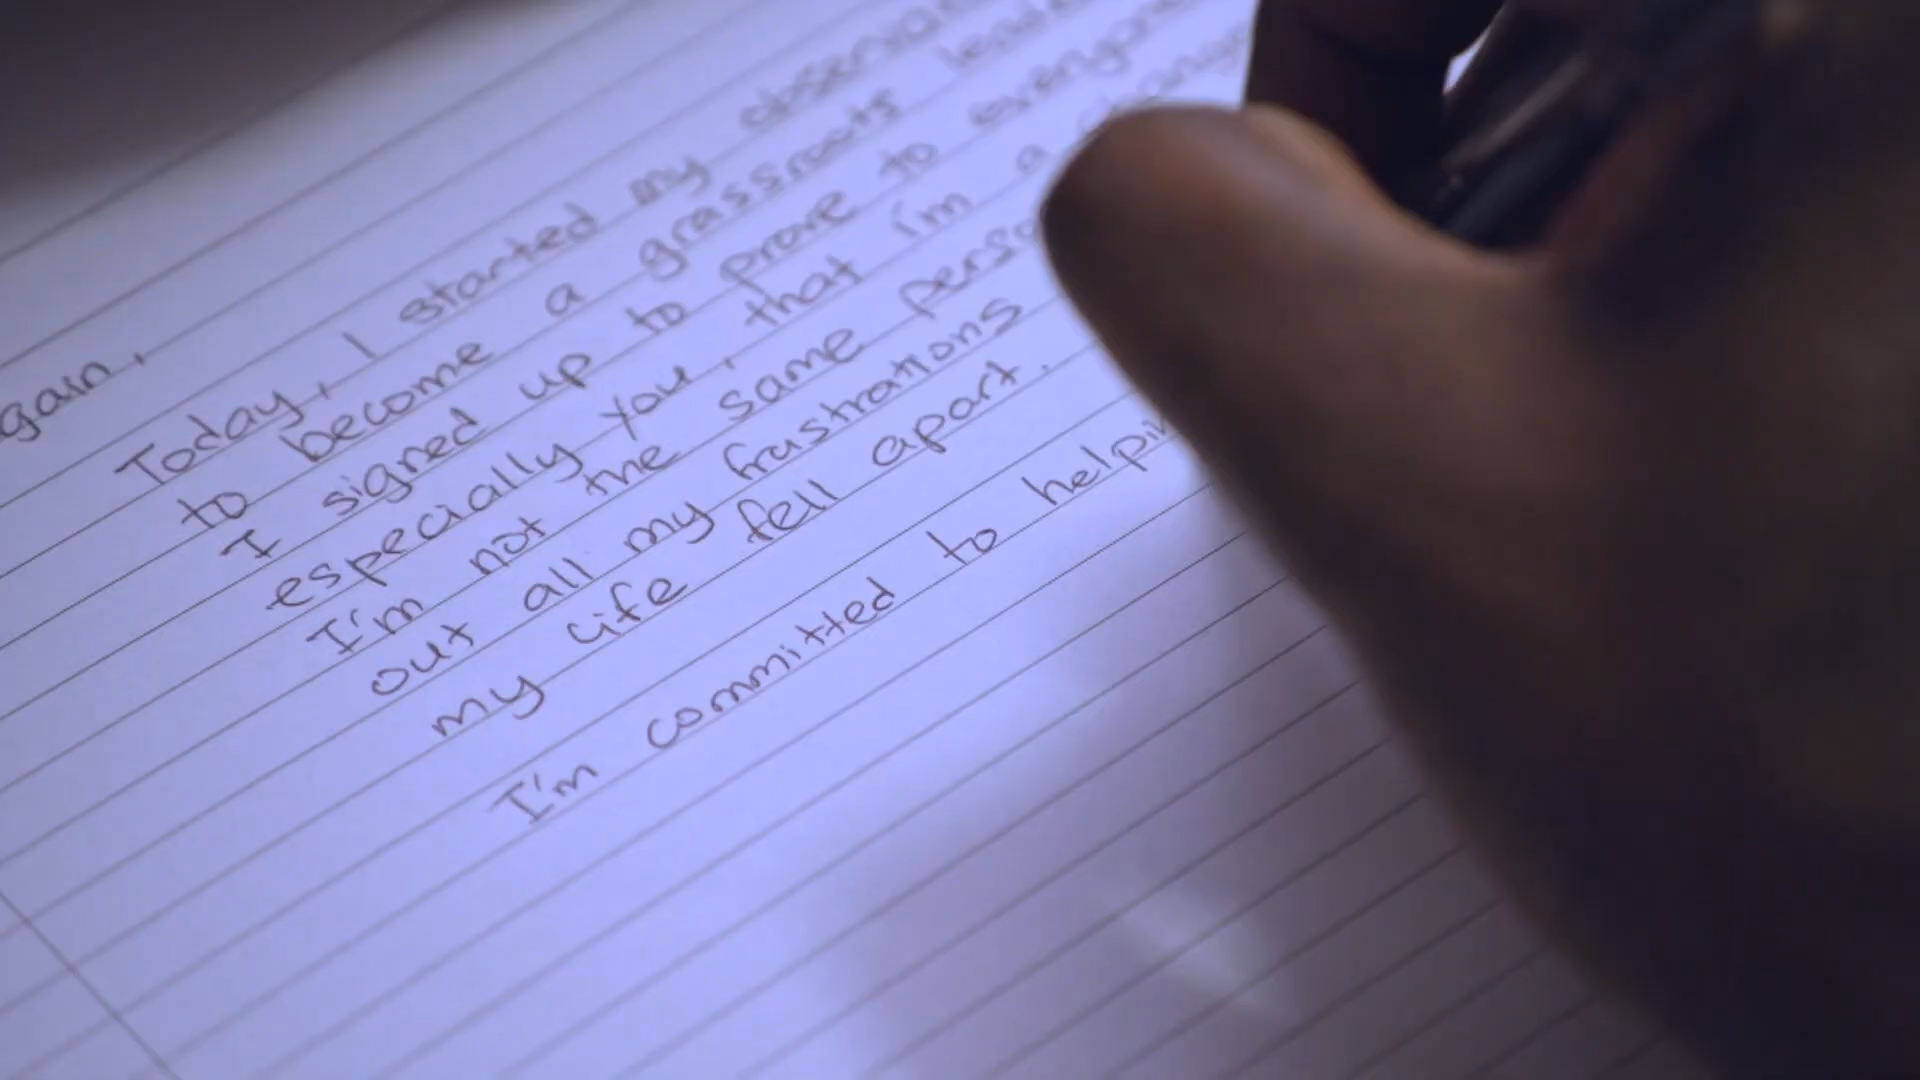 gain,
Today, I started my
to become a grassroots
I signed up to prove to everyone
especially you, that i'm a
I'm not the same
out all my frustrations
my life fell apart.
I'm committed to